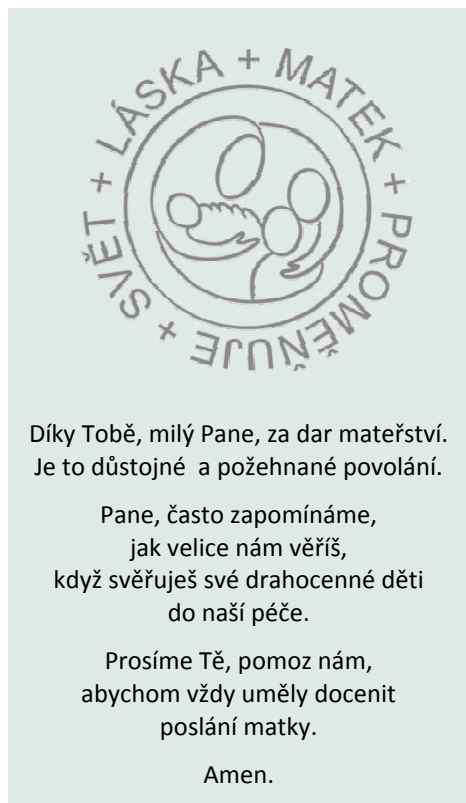 LÁSKA + MATEK + PROMĚŇUJE + SVĚT +
Díky Tobě, milý Pane, za dar mateřství.
Je to důstojné a požehnané povolání.
Pane, často zapomínáme,
jak velice nám věříš,
když svěřuješ své drahocenné děti
do naší péče.
Prosíme Tě, pomoz nám,
abychom vždy uměly docenit
poslání matky.
Amen.